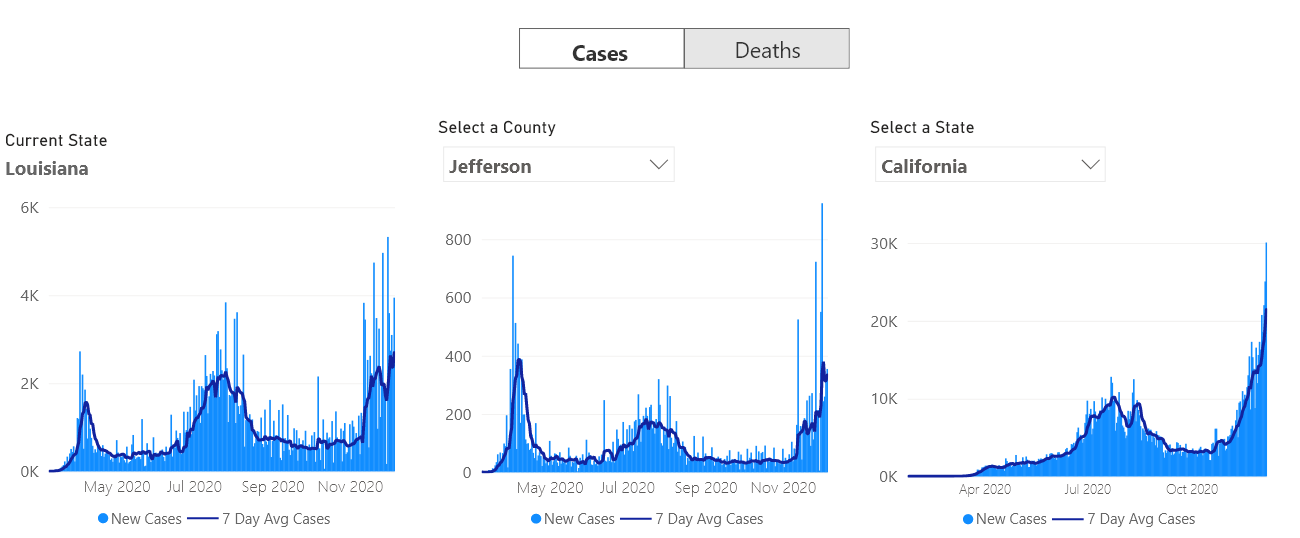 Cases Deaths
Current State
Louisiana
6K
4K
2K
0K
May 2020 Jul 2020 Sep 2020 Nov 2020
New Cases 7 Day Avg Cases
Select a County
Jefferson
800
600
400
200
0
May 2020 Jul 2020 Sep 2020 Nov 2020
New Cases 7 Day Avg Cases
Select a State
California
30K
20K
10K
0K
Apr 2020 Jul 2020 Oct 2020
New Cases 7 Day Avg Cases